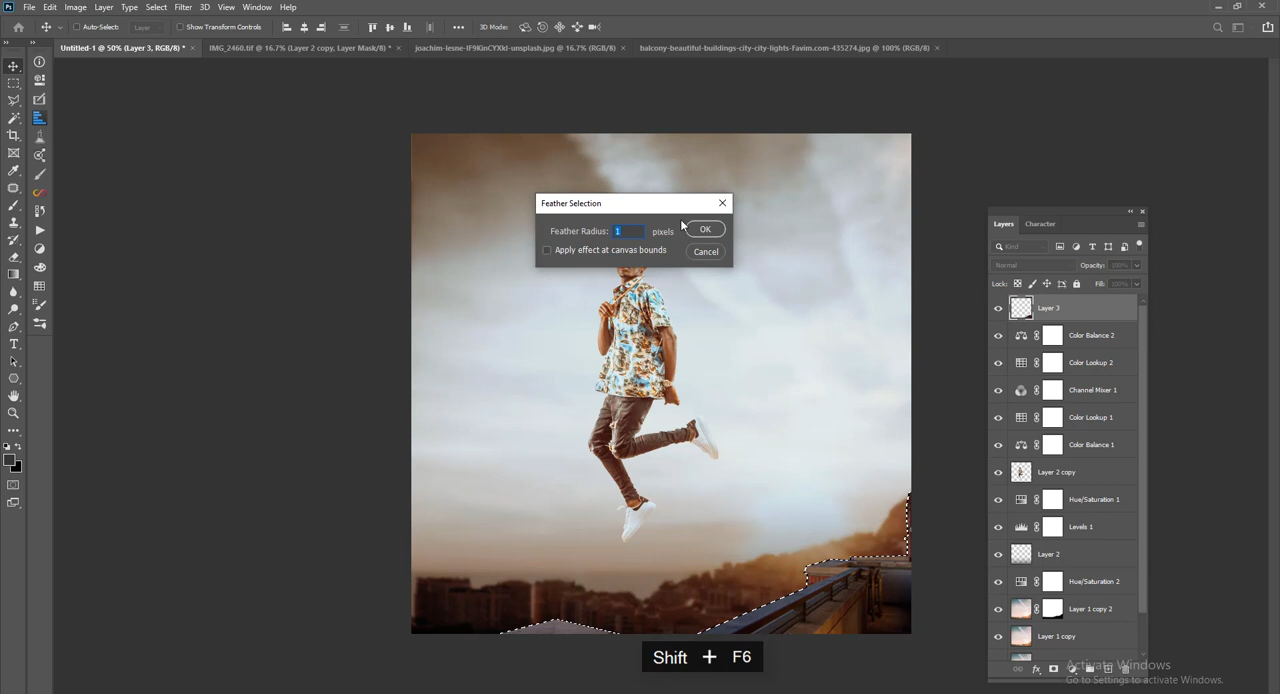 Ps File Edit Image Layer Type Select Filter 3D View Window Help
Auto-Select: Layer Show Transform Controls 3D Mode:
Untitled-1 @ 50% (Layer 3, RGB/8) * × IMG_2460.tif @ 16.7% (Layer 2 copy, Layer Mask/8) * × joachim-lesne-IF9KinCYXkI-unsplash.jpg @ 16.7% (RGB/8) × balcony-beautiful-buildings-city-city-lights-Favim.com-435274.jpg @ 100% (RGB/8) ×
Feather Selection
Feather Radius: 1 pixels
OK
Apply effect at canvas bounds
Cancel
Layers Character
Kind
Normal Opacity: 100%
Lock: Fill: 100%
Layer 3
Color Balance 2
Color Lookup 2
Channel Mixer 1
Color Lookup 1
Color Balance 1
Layer 2 copy
Hue/Saturation 1
Levels 1
Layer 2
Hue/Saturation 2
Layer 1 copy 2
Layer 1 copy
fx
Shift + F6
Activate Windows
Go to Settings to activate Windows.